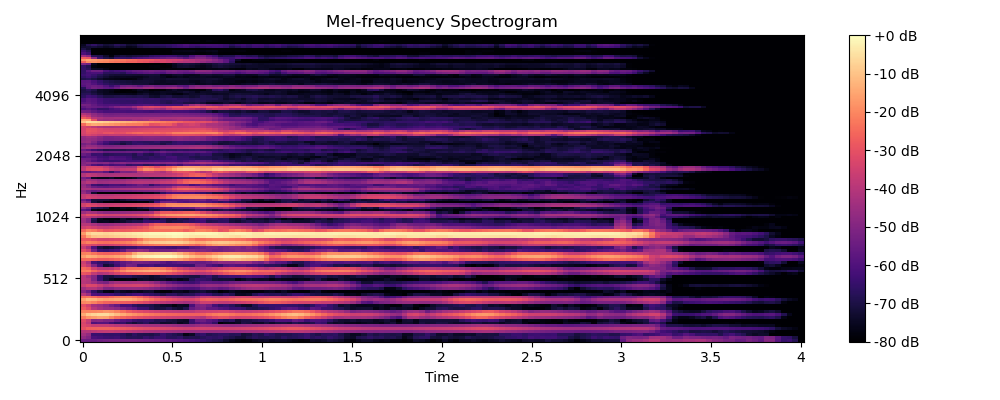 Mel-frequency Spectrogram
+0 dB
-10 dB
-20 dB
-30 dB
-40 dB
-50 dB
-60 dB
-70 dB
-80 dB
Hz
4096
2048
1024
512
0
0 0.5 1 1.5 2 2.5 3 3.5 4
Time